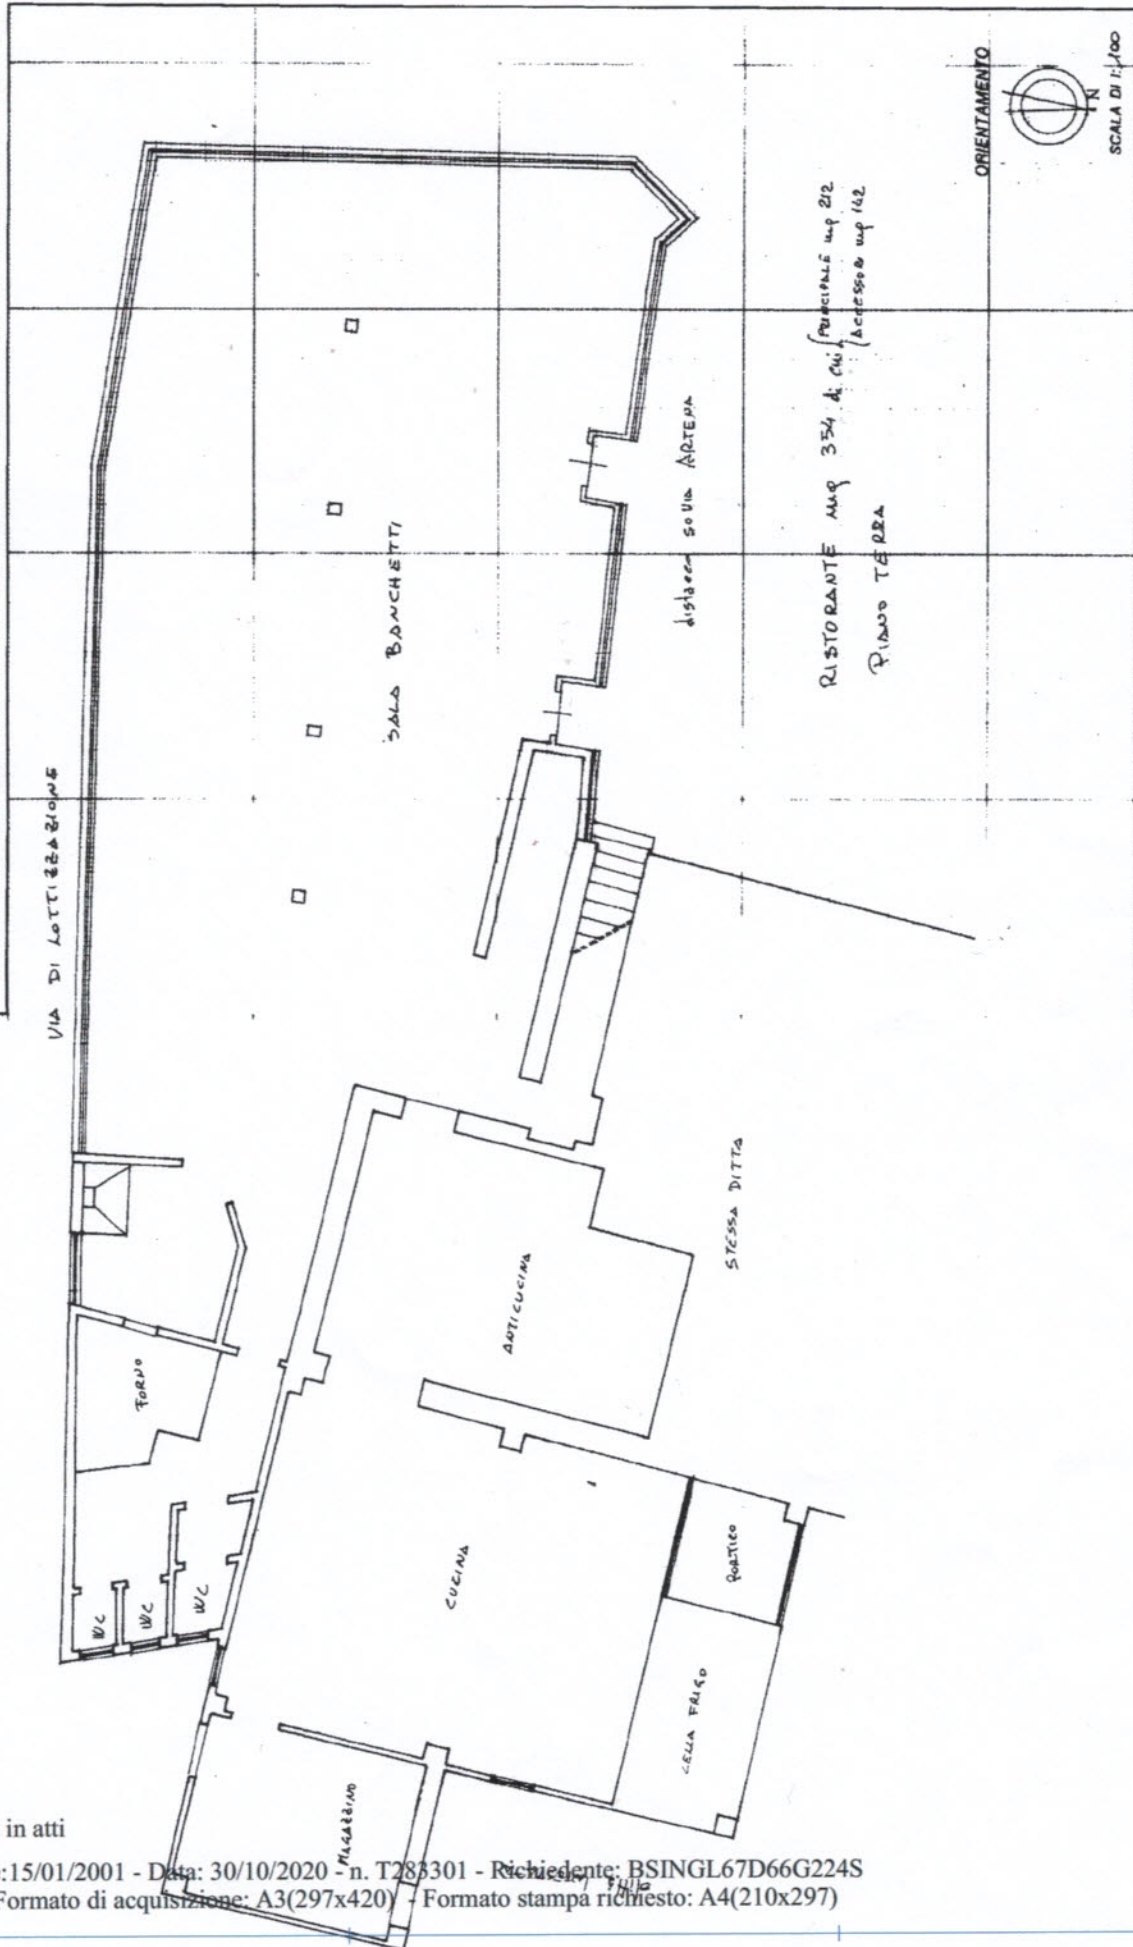 ORIENTAMENTO
N
SCALA DI 1:100
VIA DI LOTTIZZAZIONE
SALA BANCHETTI
distacco so VIA ARTENA
RISTORANTE mq 354 di cui
PRINCIPALE mq 212
ACCESSORI mq 142
PIANO TERRA
STESSA DITTA
FORNO
ANTICUCINA
WC
WC
WC
CUCINA
PORTICO
CELLA FRIGO
MAGAZZINO
in atti
:15/01/2001 - Data: 30/10/2020 - n. T283301 - Richiedente: BSINGL67D66G224S
Formato di acquisizione: A3(297x420) - Formato stampa richiesto: A4(210x297)